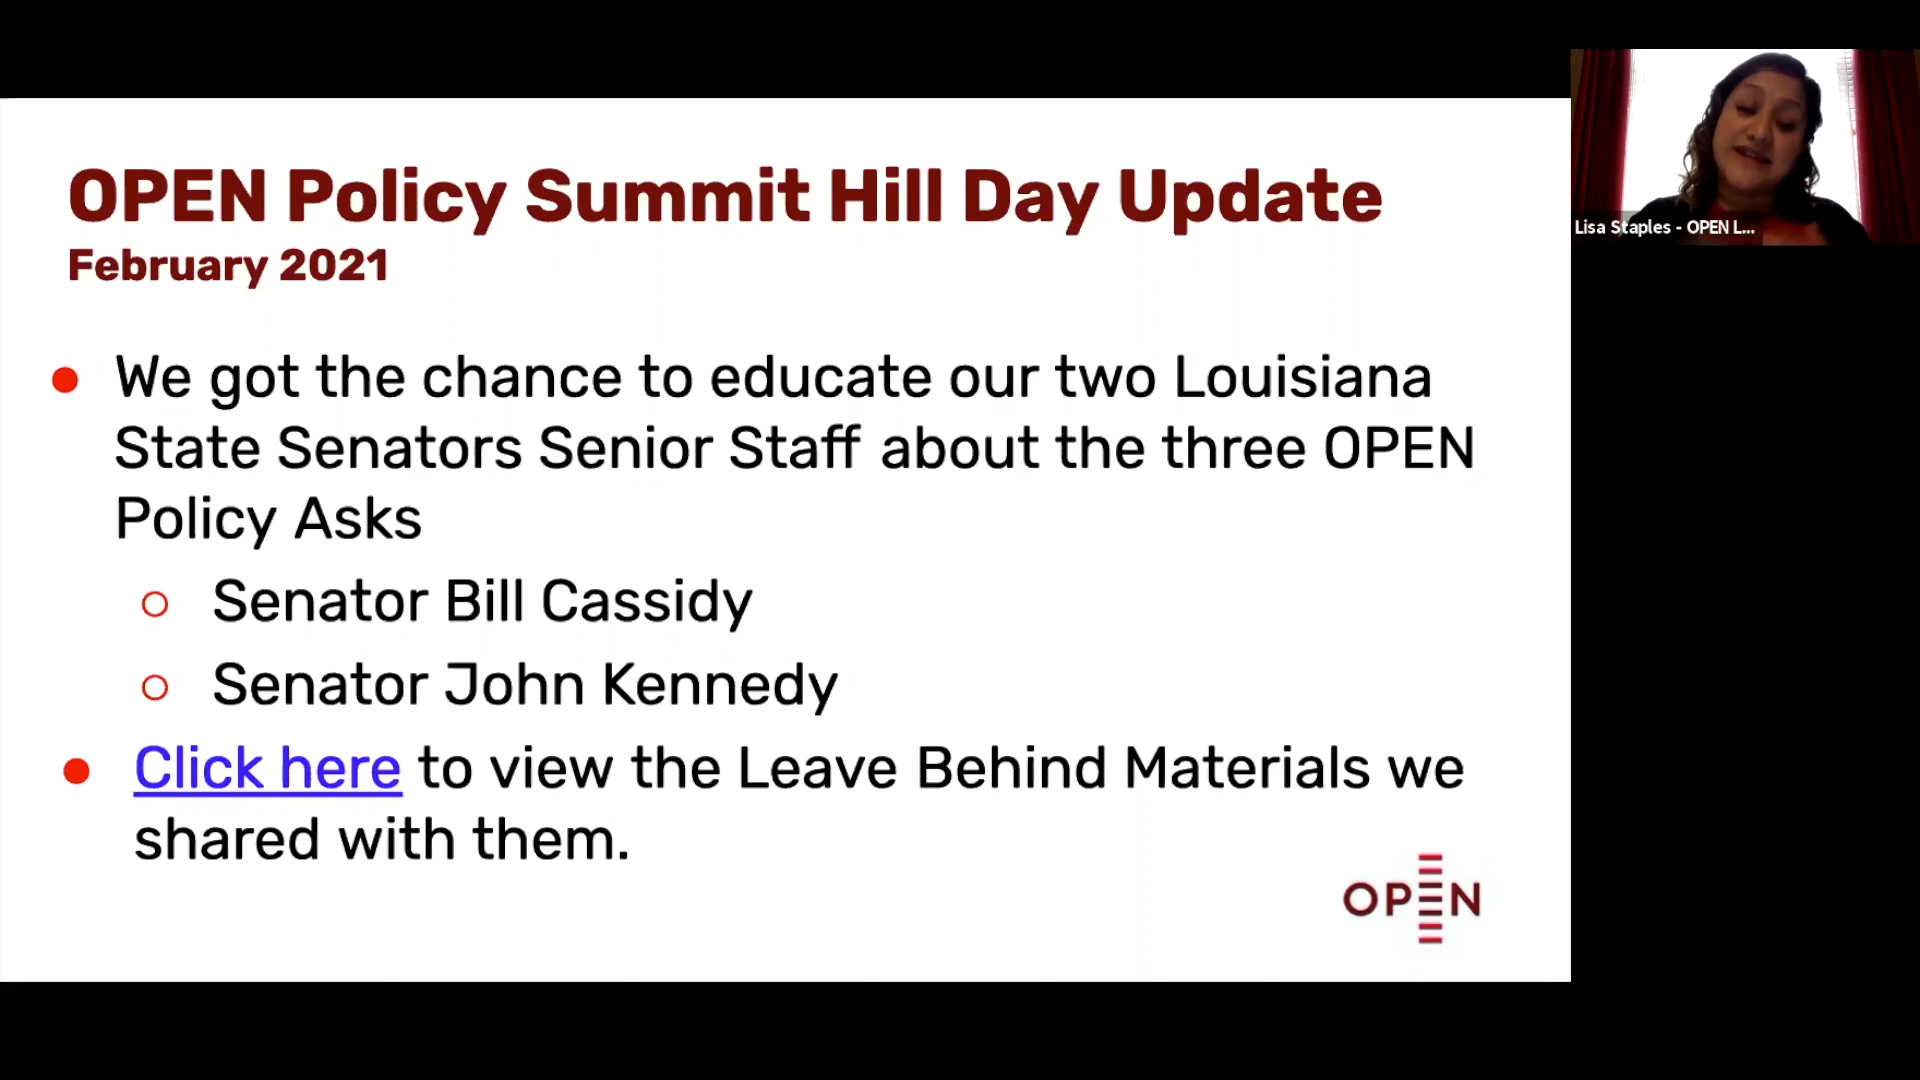 OPEN Policy Summit Hill Day Update
February 2021
We got the chance to educate our two Louisiana
State Senators Senior Staff about the three OPEN
Policy Asks
Senator Bill Cassidy
Senator John Kennedy
Click here to view the Leave Behind Materials we
shared with them.
OPEN
Lisa Staples - OPEN L...